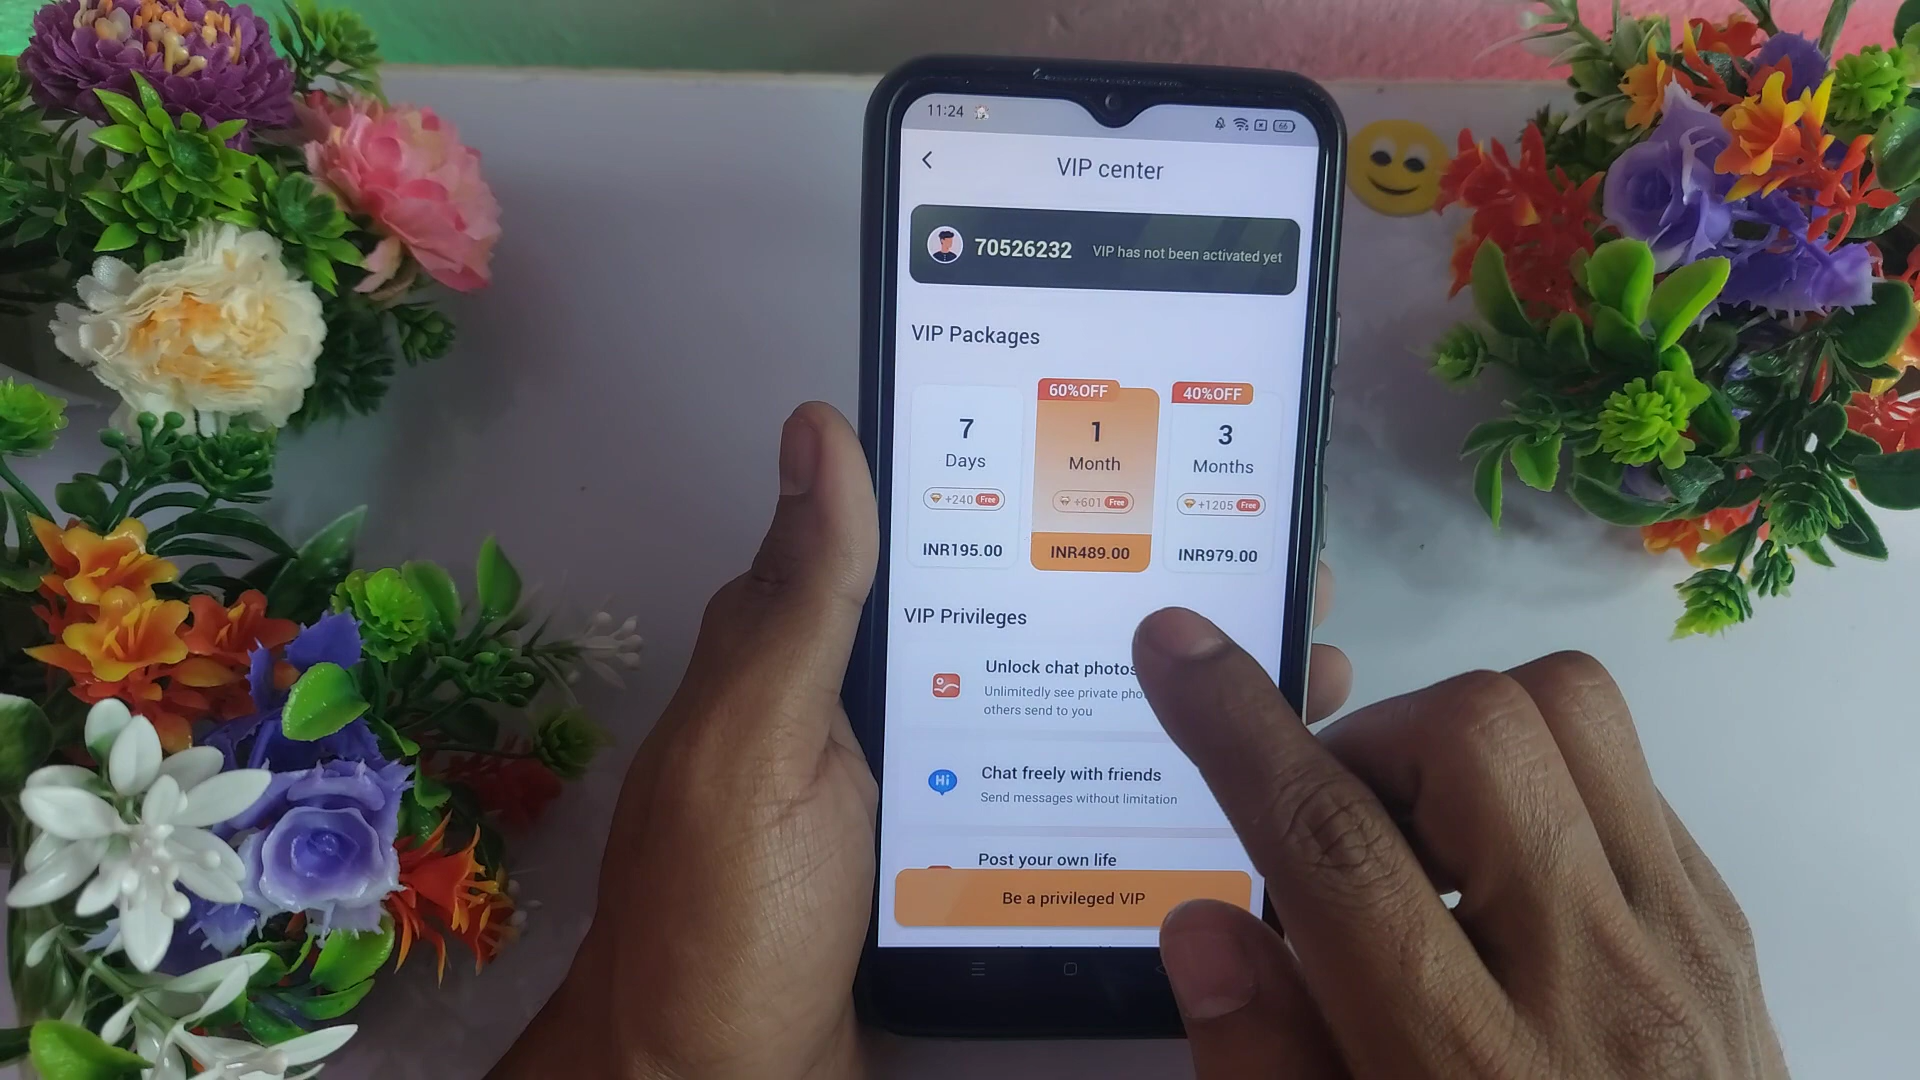 11:24
66
VIP center
70526232 VIP has not been activated yet
VIP Packages
60%OFF 40%OFF
7 1 3
Days Month Months
+240 Free +601 Free +1205 Free
INR195.00 INR489.00 INR979.00
VIP Privileges
Unlock chat photos
Unlimitedly see private
others send to you
Hi
Chat freely with friends
Send messages without limitation
Post your own life
Be a privileged VIP